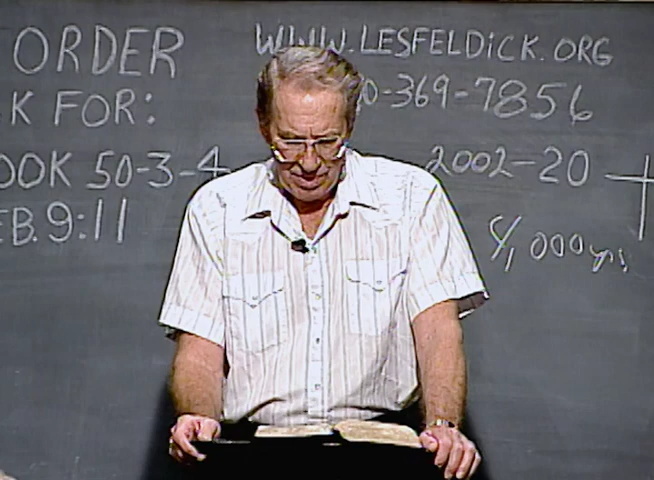 ORDER
K FOR:
OOK 50-3-4
EB. 9:11
WWW.LESFELDICK.ORG
0-369-7856
2002-20
4,000 yrs